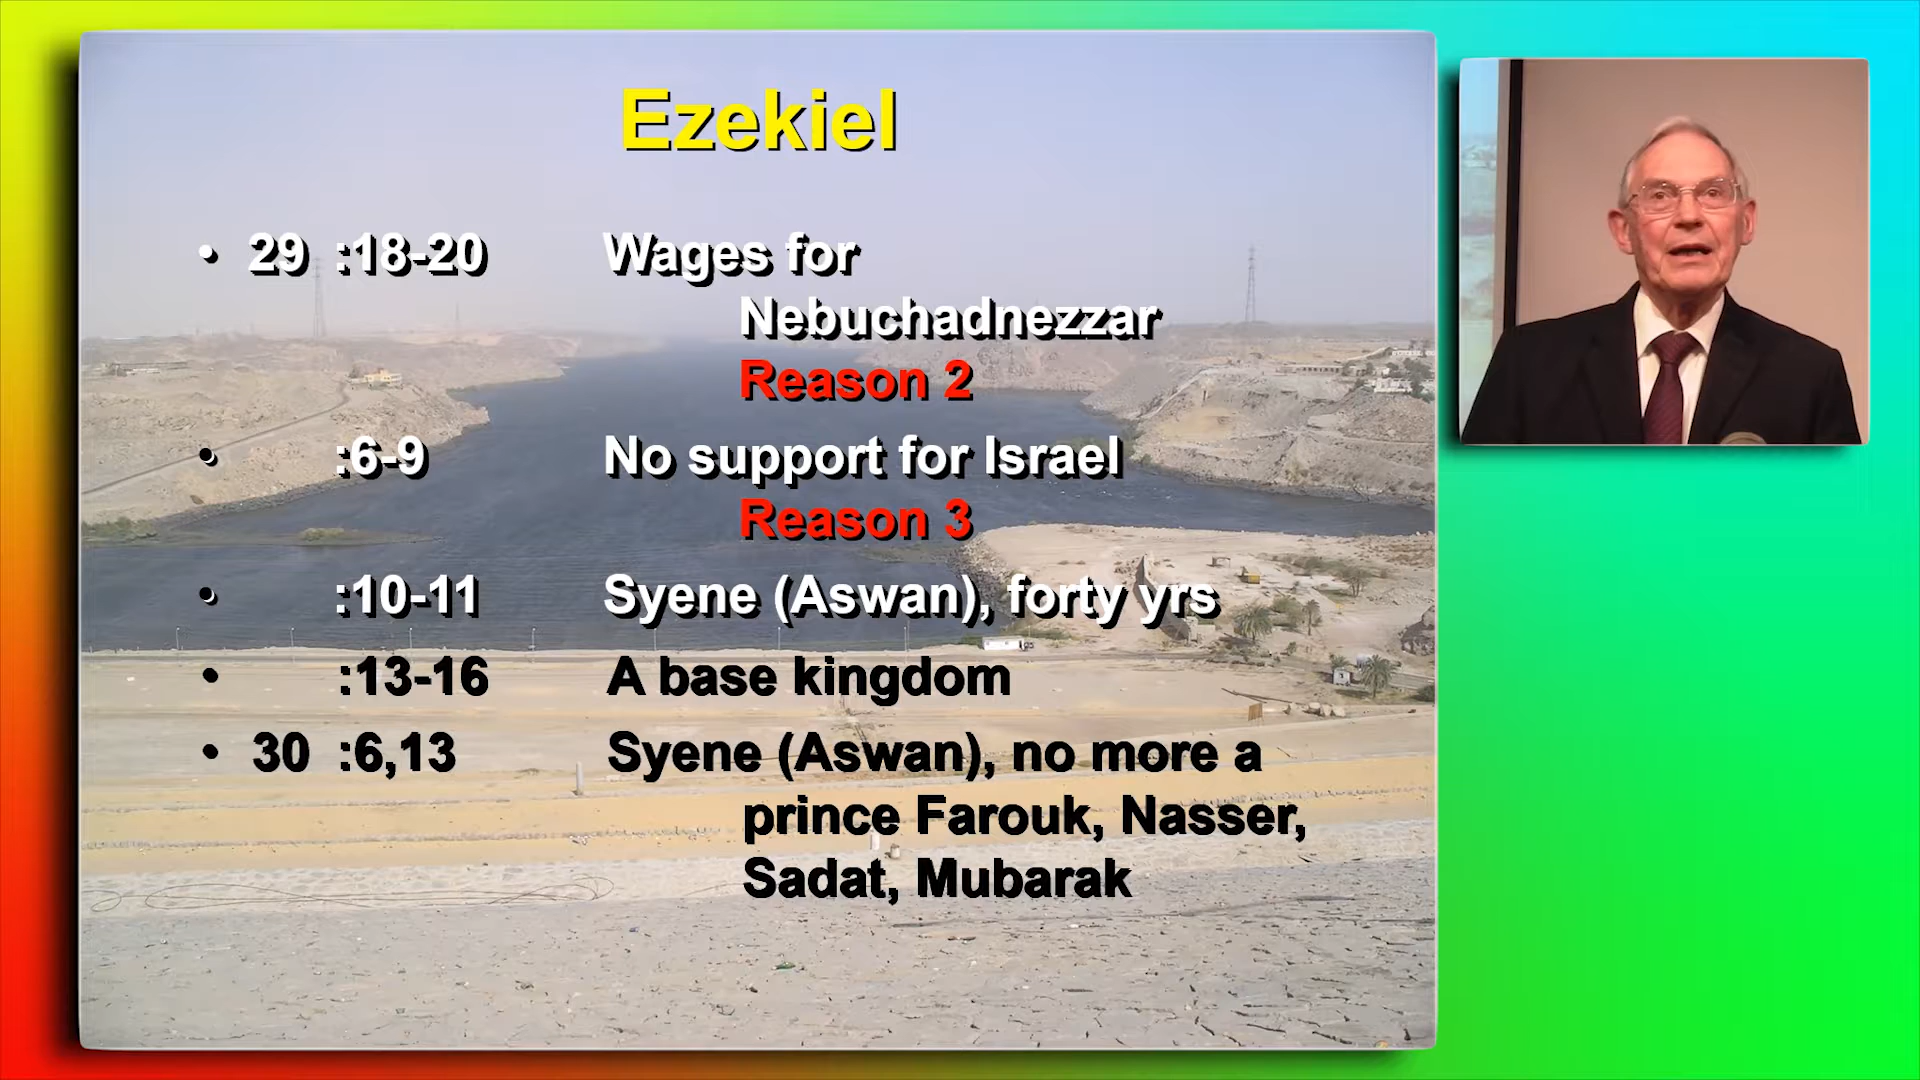 Ezekiel
• 29 :18-20 Wages for
Nebuchadnezzar
Reason 2
• :6-9 No support for Israel
Reason 3
• :10-11 Syene (Aswan), forty yrs
• :13-16 A base kingdom
• 30 :6,13 Syene (Aswan), no more a
prince Farouk, Nasser,
Sadat, Mubarak